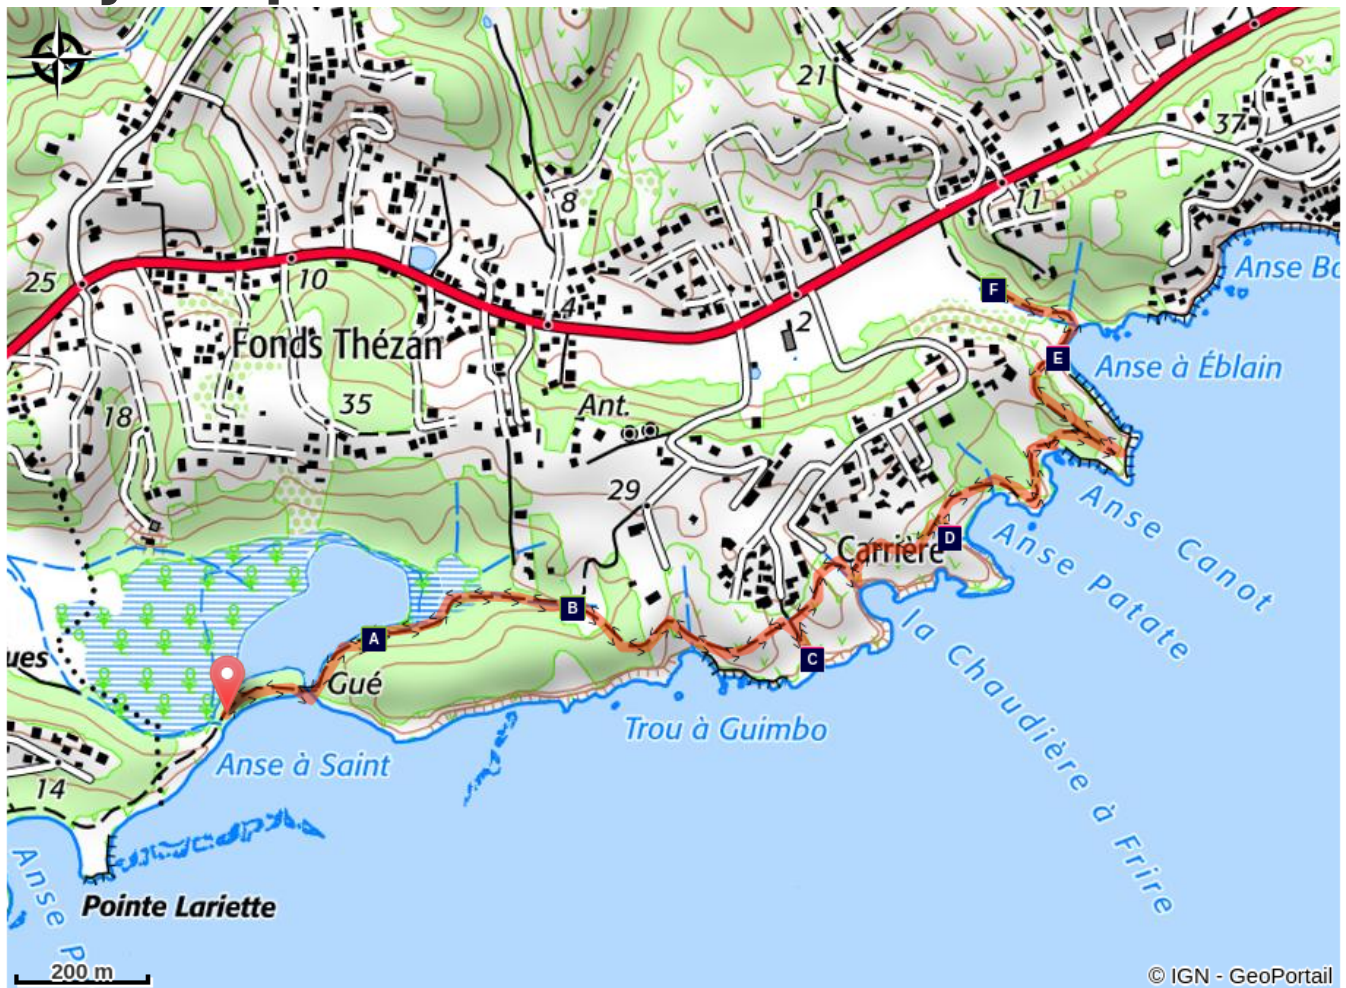 21
37
8
11
Anse Bo
25
10
4
2
F
Fonds Thézan
E
Anse à Éblain
18
35
Ant.
29
Anse Canot
Anse Patate
D
Carrière
la Chaudière à Frire
B
A
C
ues
Gué
Trou à Guimbo
Anse à Saint
14
Anse P
Pointe Lariette
200 m
© IGN - GeoPortail